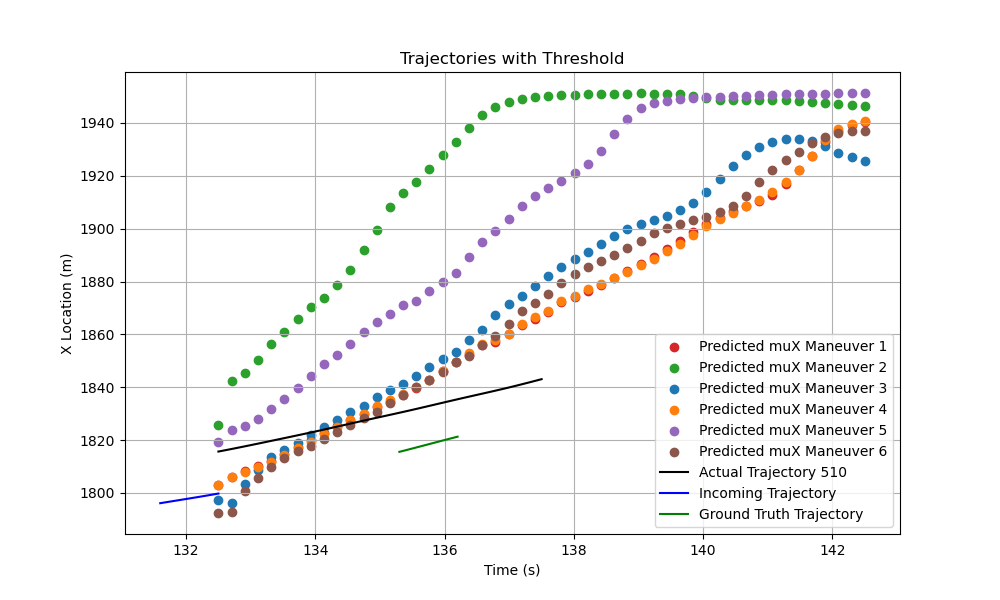 Trajectories with Threshold
X Location (m)
1940
1920
1900
1880
1860
1840
1820
1800
132 134 136 138 140 142
Time (s)
Predicted muX Maneuver 1
Predicted muX Maneuver 2
Predicted muX Maneuver 3
Predicted muX Maneuver 4
Predicted muX Maneuver 5
Predicted muX Maneuver 6
Actual Trajectory 510
Incoming Trajectory
Ground Truth Trajectory